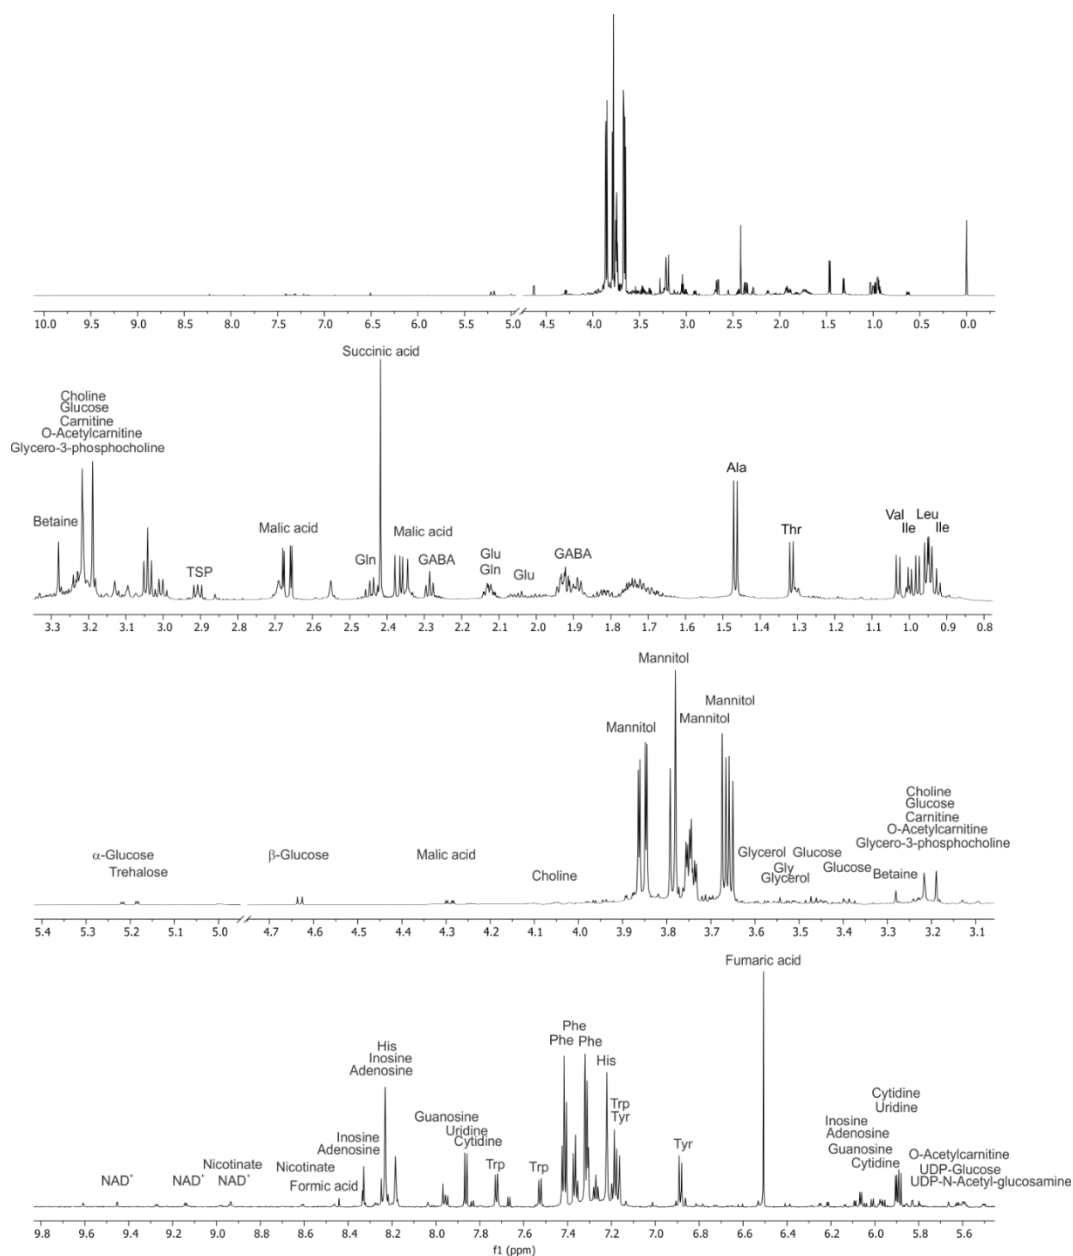 10.0 9.5 9.0 8.5 8.0 7.5 7.0 6.5 6.0 5.5 5.0 4.5 4.0 3.5 3.0 2.5 2.0 1.5 1.0 0.5 0.0
Succinic acid
Choline
Glucose
Carnitine
O-Acetylcarnitine
Glycero-3-phosphocholine
Betaine
TSP
Malic acid
Gln
Malic acid
GABA
Glu
Gln
Glu
GABA
Ala
Thr
Val
Ile
Leu
Ile
3.3 3.2 3.1 3.0 2.9 2.8 2.7 2.6 2.5 2.4 2.3 2.2 2.1 2.0 1.9 1.8 1.7 1.6 1.5 1.4 1.3 1.2 1.1 1.0 0.9 0.8
α-Glucose
Trehalose
β-Glucose
Malic acid
Choline
Mannitol
Mannitol
Mannitol
Mannitol
Glycerol
Gly
Glycerol
Glucose
Glucose
Betaine
Choline
Glucose
Carnitine
O-Acetylcarnitine
Glycero-3-phosphocholine
5.4 5.3 5.2 5.1 5.0 4.7 4.6 4.5 4.4 4.3 4.2 4.1 4.0 3.9 3.8 3.7 3.6 3.5 3.4 3.3 3.2 3.1
NAD⁺
NAD⁺
NAD⁺
Nicotinate
Nicotinate
Formic acid
Inosine
Adenosine
His
Inosine
Adenosine
Guanosine
Uridine
Cytidine
Trp
Trp
Phe
Phe
Phe
His
Trp
Tyr
Tyr
Fumaric acid
Inosine
Adenosine
Guanosine
Cytidine
Cytidine
Uridine
O-Acetylcarnitine
UDP-Glucose
UDP-N-Acetyl-glucosamine
9.8 9.6 9.4 9.2 9.0 8.8 8.6 8.4 8.2 8.0 7.8 7.6 7.4 7.2 7.0 6.8 6.6 6.4 6.2 6.0 5.8 5.6
f1 (ppm)